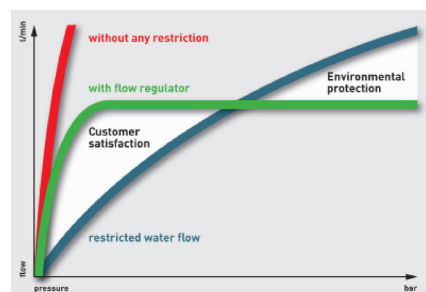 l/min
without any restriction
with flow regulator
Environmental
protection
Customer
satisfaction
restricted water flow
flow
pressure
bar